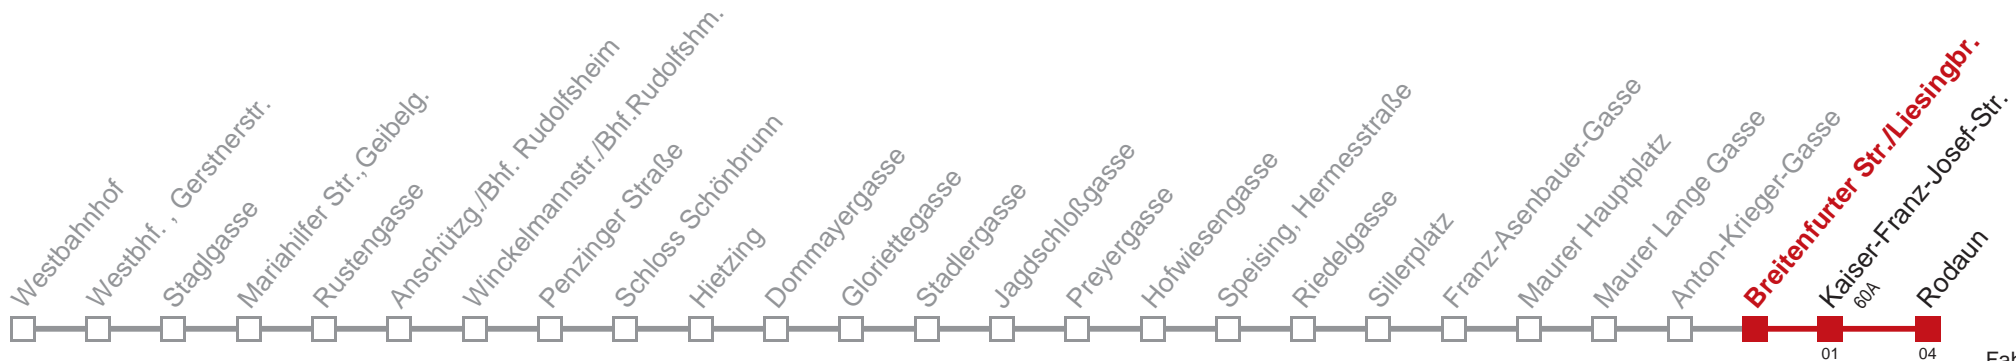 Westbahnhof
Westbhf. , Gerstnerstr.
Staglgasse
Mariahilfer Str.,Geibelg.
Rustengasse
Anschützg./Bhf. Rudolfsheim
Winckelmannstr./Bhf.Rudolfshm.
Penzinger Straße
Schloss Schönbrunn
Hietzing
Dommayergasse
Gloriettegasse
Stadlergasse
Jagdschloßgasse
Preyergasse
Hofwiesengasse
Speising, Hermesstraße
Riedelgasse
Sillerplatz
Franz-Asenbauer-Gasse
Maurer Hauptplatz
Maurer Lange Gasse
Anton-Krieger-Gasse
Breitenfurter Str./Liesingbr.
Kaiser-Franz-Josef-Str.
60A
Rodaun
01
04